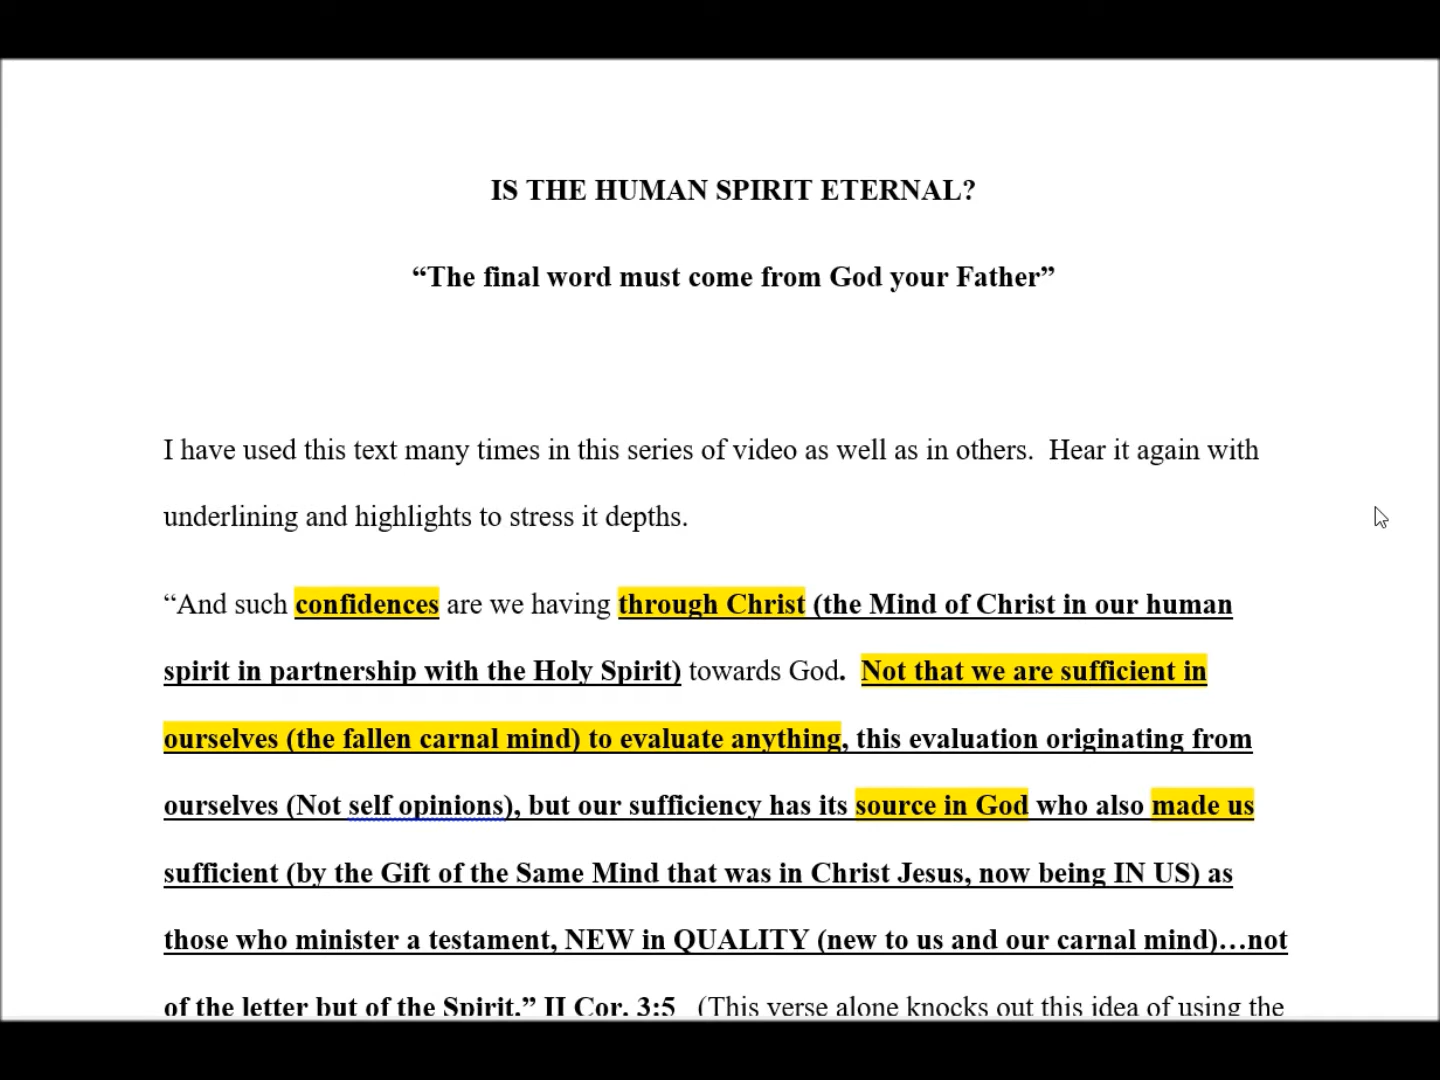 IS THE HUMAN SPIRIT ETERNAL?
“The final word must come from God your Father”
I have used this text many times in this series of video as well as in others.  Hear it again with
underlining and highlights to stress it depths.
“And such confidences are we having through Christ (the Mind of Christ in our human
spirit in partnership with the Holy Spirit) towards God.  Not that we are sufficient in
ourselves (the fallen carnal mind) to evaluate anything, this evaluation originating from
ourselves (Not self opinions), but our sufficiency has its source in God who also made us
sufficient (by the Gift of the Same Mind that was in Christ Jesus, now being IN US) as
those who minister a testament, NEW in QUALITY (new to us and our carnal mind)…not
of the letter but of the Spirit.” II Cor. 3:5   (This verse alone knocks out this idea of using the